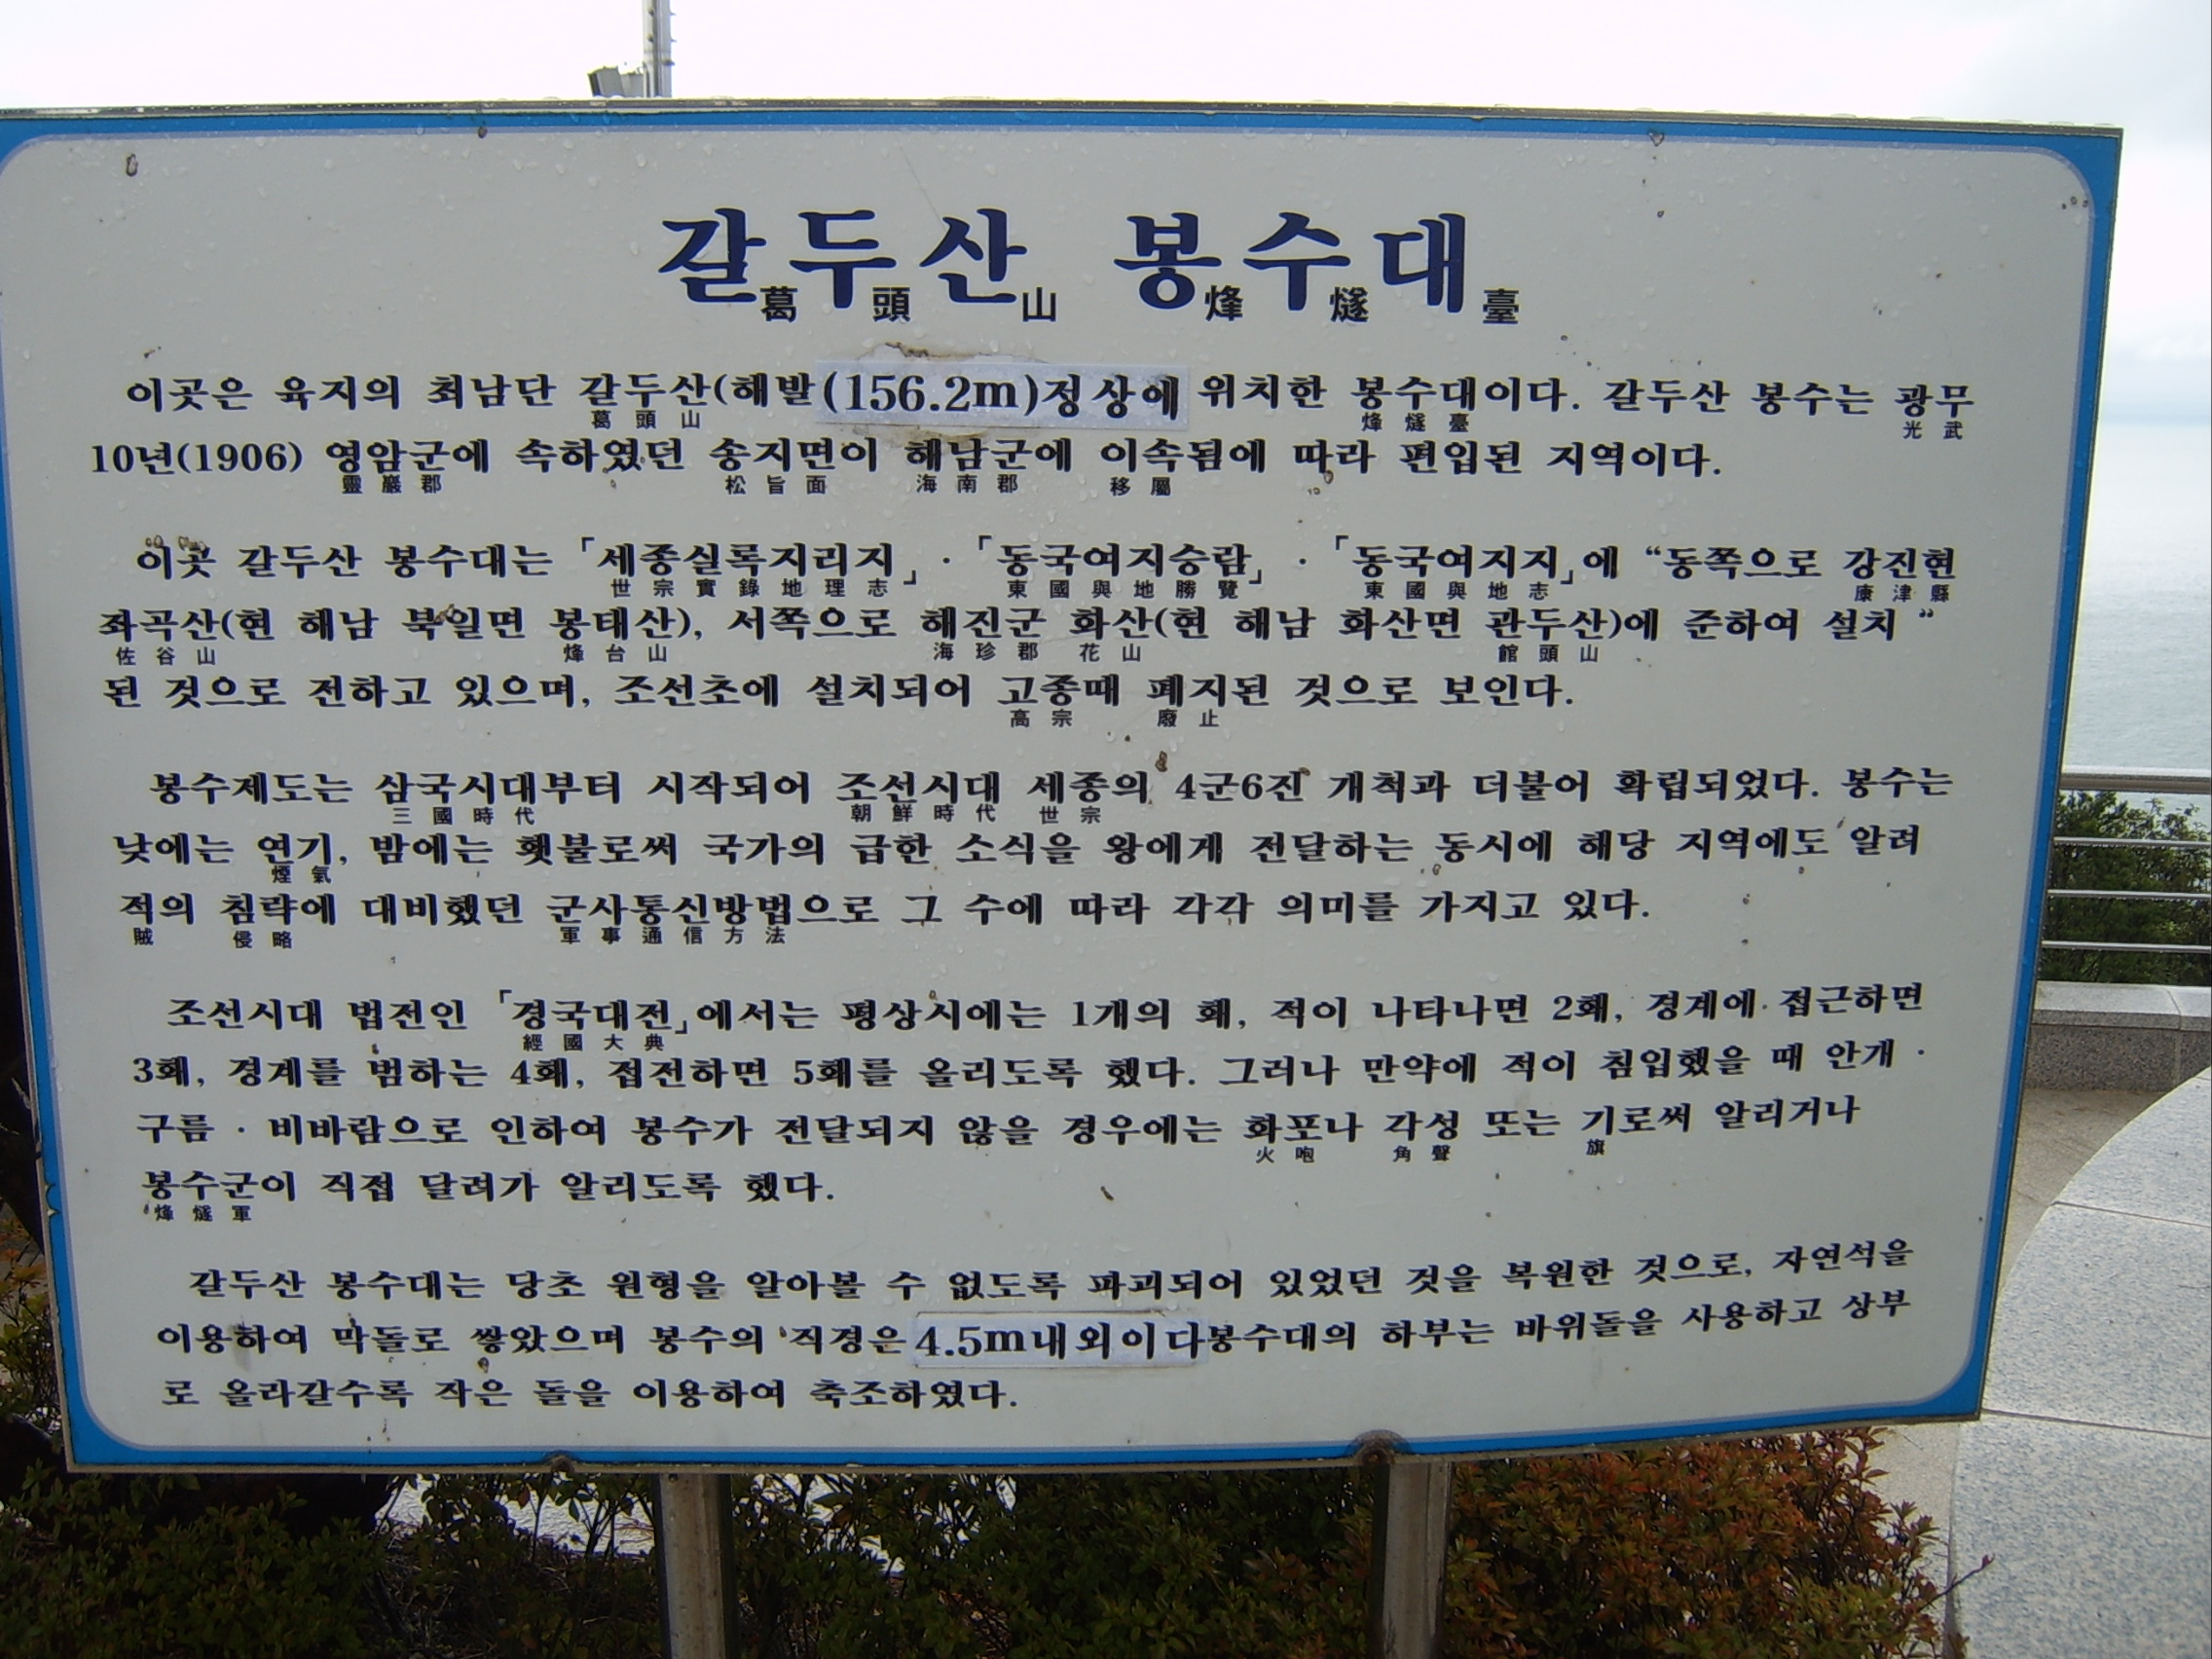 갈두산 봉수대
葛頭山 烽燧臺
이곳은 육지의 최남단 갈두산(해발(156.2m)정상에 위치한 봉수대이다. 갈두산 봉수는 광무
葛頭山 烽燧臺 光武
10년(1906) 영암군에 속하였던 송지면이 해남군에 이속됨에 따라 편입된 지역이다.
靈巖郡 松旨面 海南郡 移屬
이곳 갈두산 봉수대는 「세종실록지리지」·「동국여지승람」·「동국여지지」에 “동쪽으로 강진현
世宗實錄地理志 東國與地勝覽 東國與地志 康津縣
좌곡산(현 해남 북일면 봉태산), 서쪽으로 해진군 화산(현 해남 화산면 관두산)에 준하여 설치 “
佐谷山 烽台山 海珍郡 花山 館頭山
된 것으로 전하고 있으며, 조선초에 설치되어 고종때 폐지된 것으로 보인다.
高宗 廢止
봉수제도는 삼국시대부터 시작되어 조선시대 세종의 4군6진 개척과 더불어 확립되었다. 봉수는
三國時代 朝鮮時代 世宗
낮에는 연기, 밤에는 횃불로써 국가의 급한 소식을 왕에게 전달하는 동시에 해당 지역에도 알려
煙氣
적의 침략에 대비했던 군사통신방법으로 그 수에 따라 각각 의미를 가지고 있다.
賊 侵略 軍事通信方法
조선시대 법전인 「경국대전」에서는 평상시에는 1개의 홰, 적이 나타나면 2홰, 경계에 접근하면
經國大典
3홰, 경계를 범하는 4홰, 접전하면 5홰를 올리도록 했다. 그러나 만약에 적이 침입했을 때 안개 ·
구름 · 비바람으로 인하여 봉수가 전달되지 않을 경우에는 화포나 각성 또는 기로써 알리거나
火咆 角聲 旗
봉수군이 직접 달려가 알리도록 했다.
烽燧軍
갈두산 봉수대는 당초 원형을 알아볼 수 없도록 파괴되어 있었던 것을 복원한 것으로, 자연석을
이용하여 막돌로 쌓았으며 봉수의 직경은 4.5m내외이다봉수대의 하부는 바위돌을 사용하고 상부
로 올라갈수록 작은 돌을 이용하여 축조하였다.